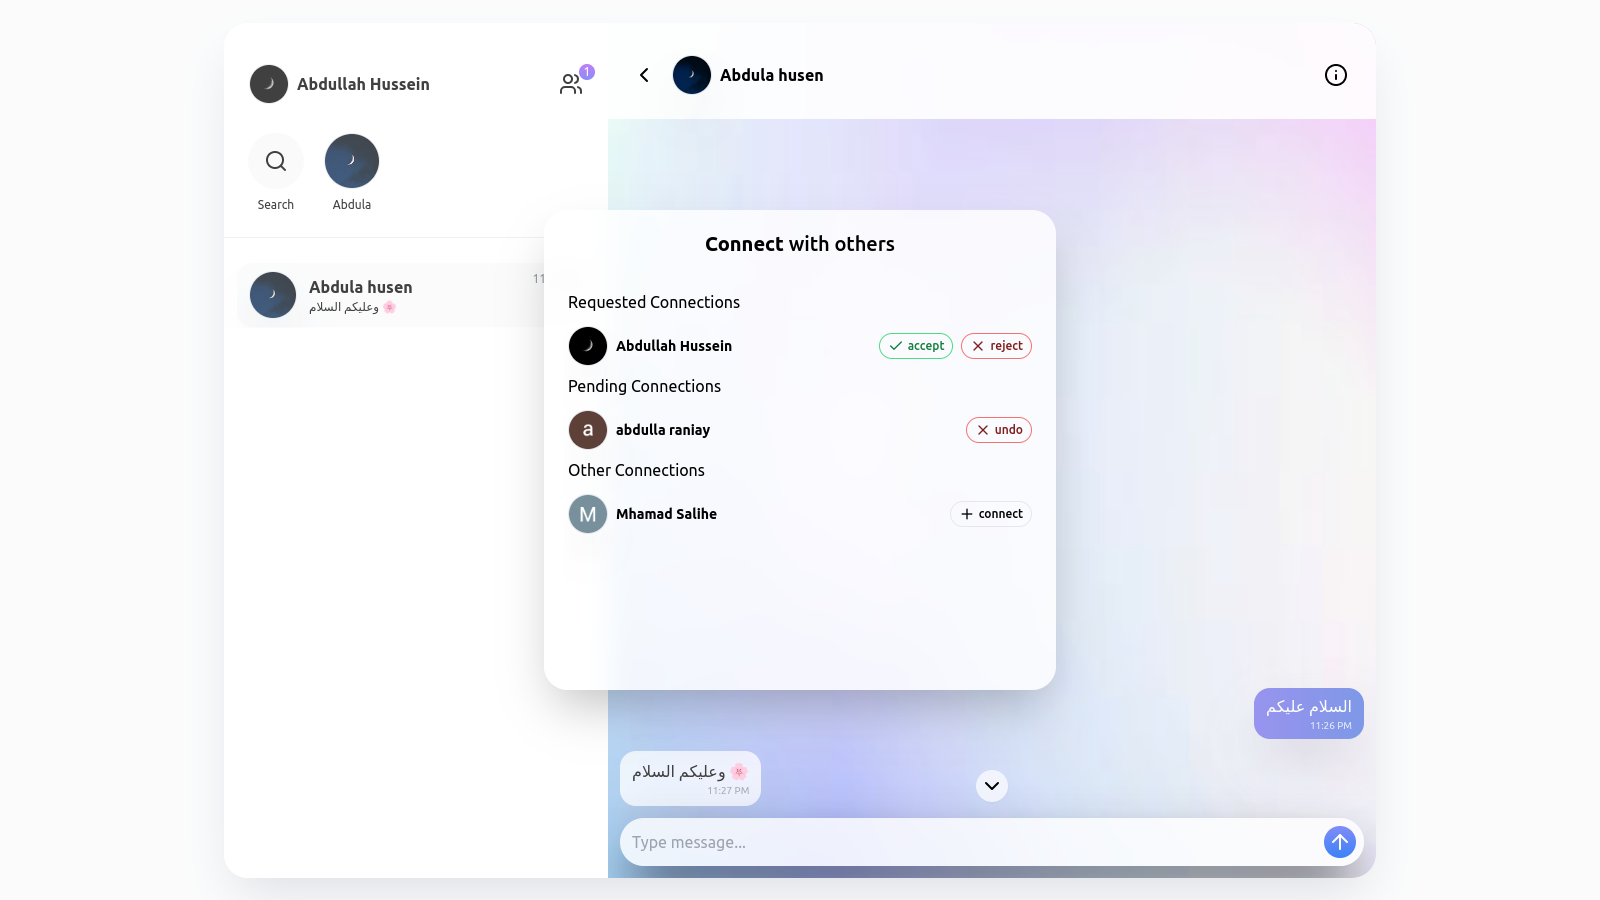 Abdullah Hussein
1
Search
Abdula
Abdula husen
11
وعليكم السلام 🌸
Abdula husen
Connect with others
Requested Connections
Abdullah Hussein
accept
reject
Pending Connections
a
abdulla raniay
undo
Other Connections
M
Mhamad Salihe
connect
السلام عليكم
11:26 PM
وعليكم السلام 🌸
11:27 PM
Type message...